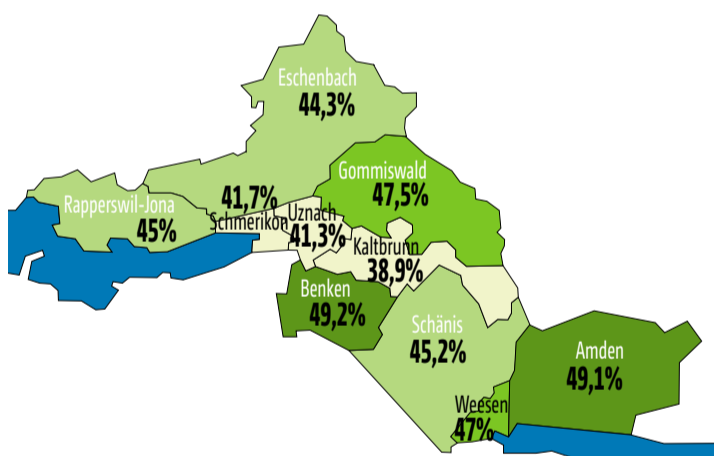 Eschenbach
44,3%
Gommiswald
47,5%
Rapperswil-Jona
45%
41,7%
Schmerikon
Uznach
41,3%
Kaltbrunn
38,9%
Benken
49,2%
Schänis
45,2%
Amden
49,1%
Weesen
47%